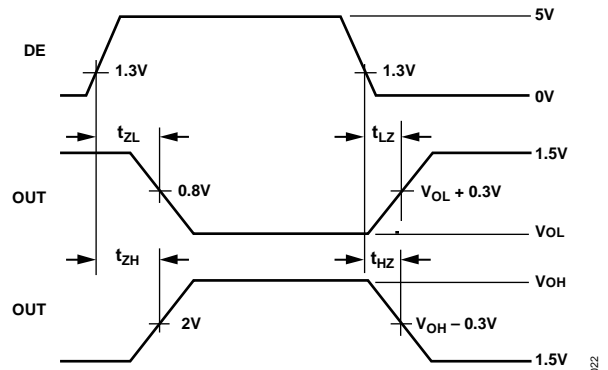 5V
DE
1.3V
1.3V
0V
tZL
tLZ
1.5V
0.8V
VOL + 0.3V
OUT
VOL
tZH
tHZ
VOH
OUT
2V
VOH – 0.3V
1.5V
022